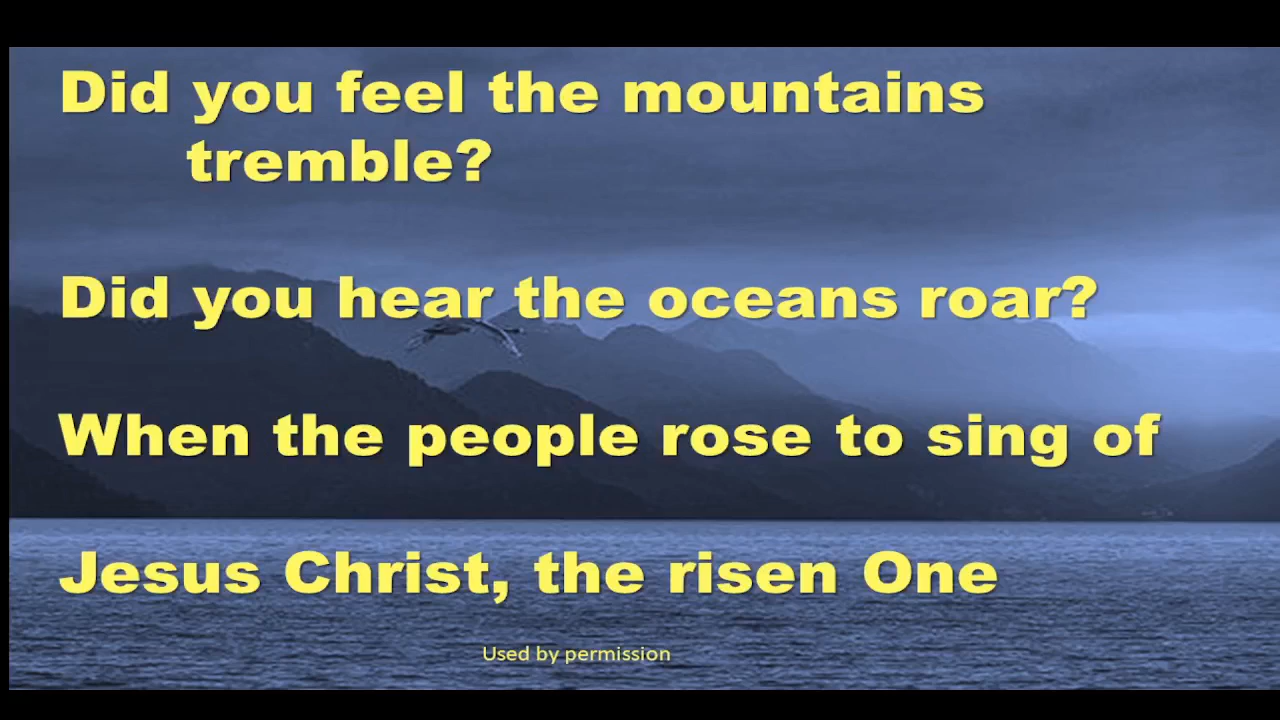 Did you feel the mountains
tremble?
Did you hear the oceans roar?
When the people rose to sing of
Jesus Christ, the risen One
Used by permission